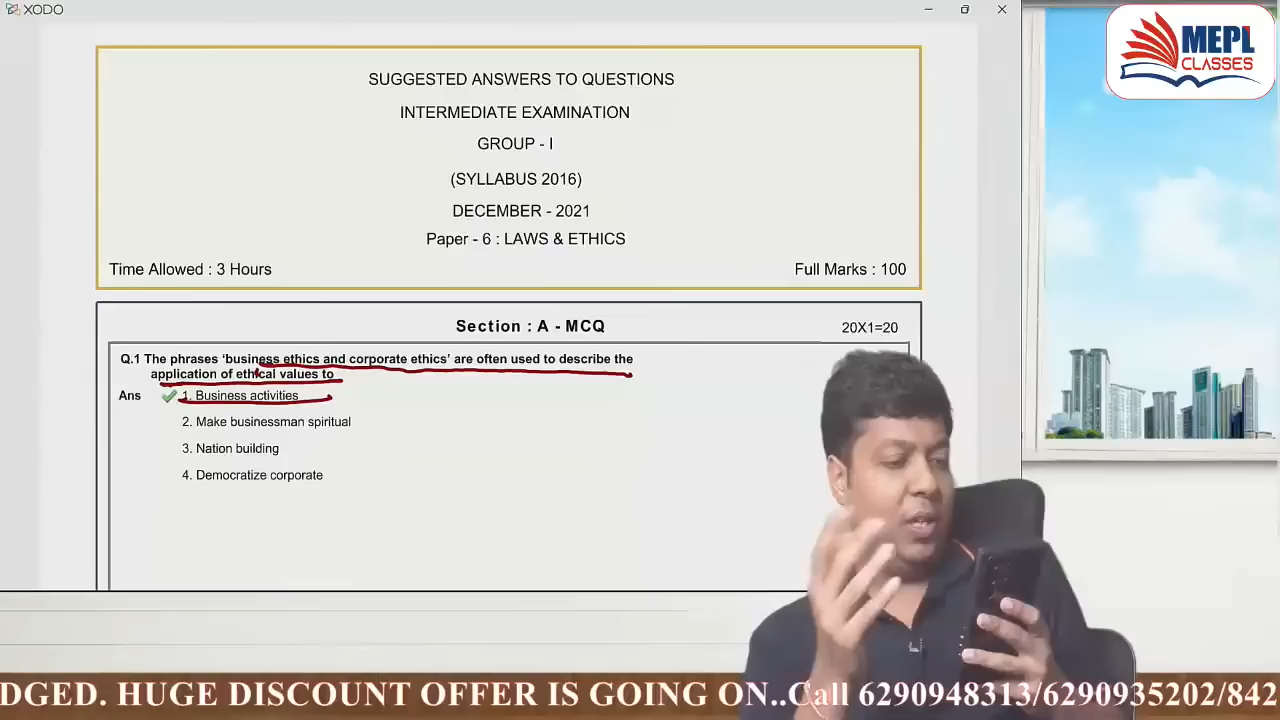 XODO
MEPL
CLASSES
SUGGESTED ANSWERS TO QUESTIONS
INTERMEDIATE EXAMINATION
GROUP - I
(SYLLABUS 2016)
DECEMBER - 2021
Paper - 6 : LAWS & ETHICS
Time Allowed : 3 Hours Full Marks : 100
Section : A - MCQ 20X1=20
Q.1 The phrases ‘business ethics and corporate ethics’ are often used to describe the
application of ethical values to
Ans 1. Business activities
2. Make businessman spiritual
3. Nation building
4. Democratize corporate
DGED. HUGE DISCOUNT OFFER IS GOING ON..Call 6290948313/6290935202/842